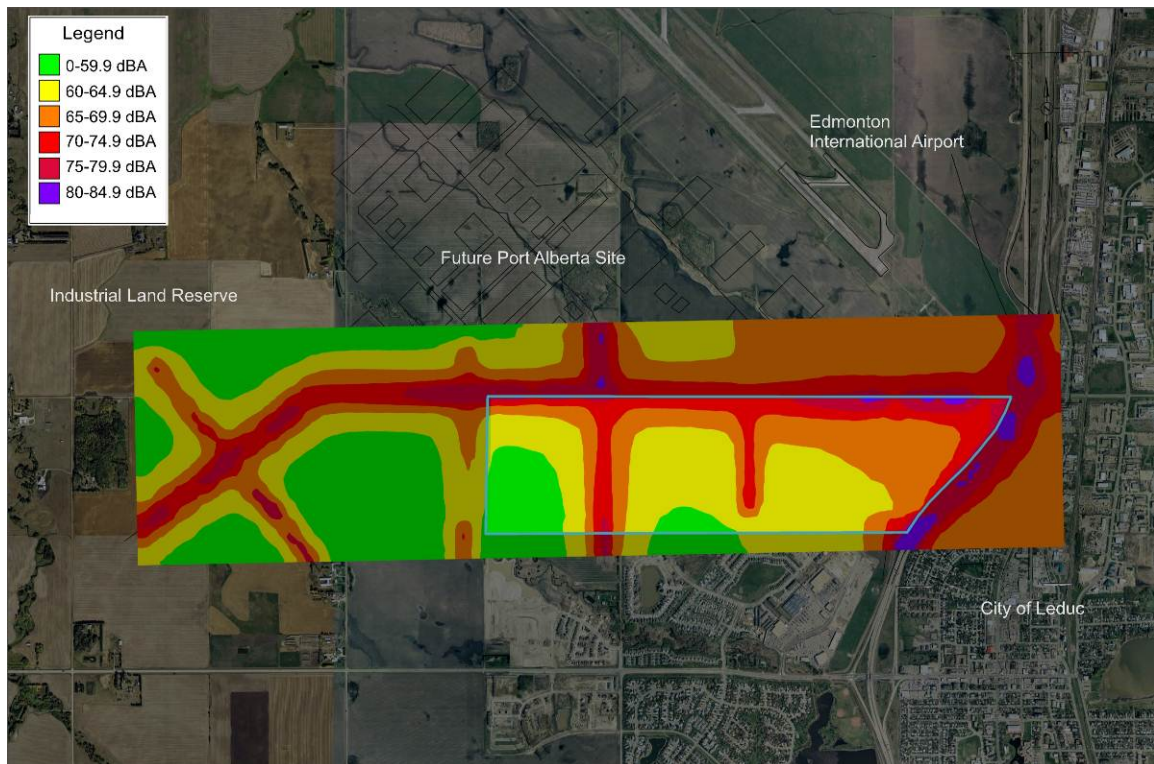 Legend
0-59.9 dBA
60-64.9 dBA
65-69.9 dBA
70-74.9 dBA
75-79.9 dBA
80-84.9 dBA
Edmonton
International Airport
Future Port Alberta Site
Industrial Land Reserve
City of Leduc